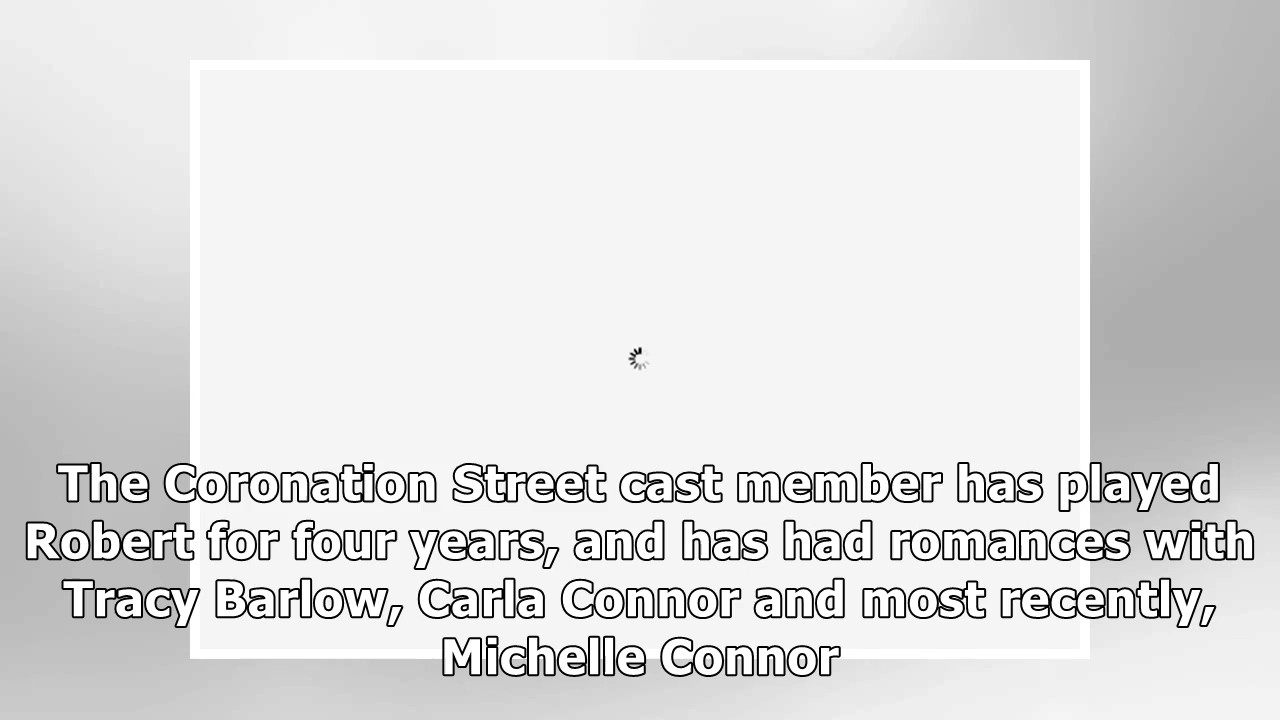 The Coronation Street cast member has played
Robert for four years, and has had romances with
Tracy Barlow, Carla Connor and most recently,
Michelle Connor